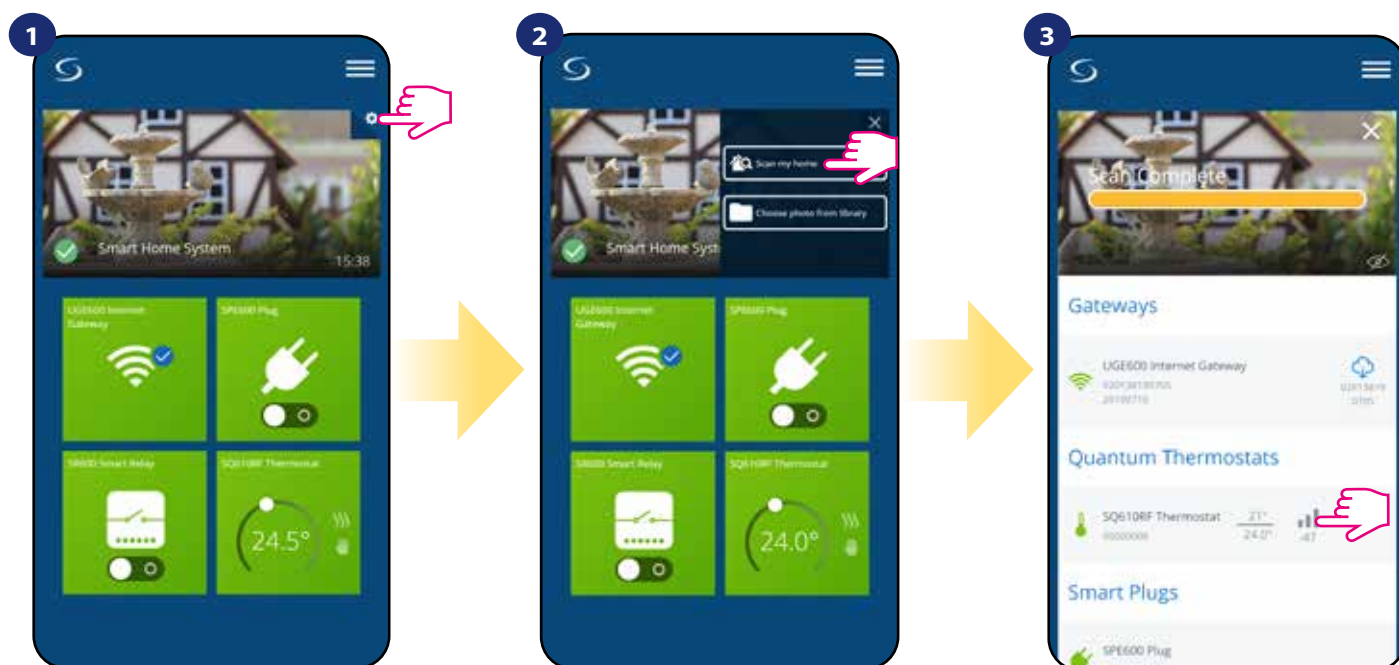 1
Smart Home System
15:38
UGE600 Internet
Gateway
SPE600 Plug
SR600 Smart Relay
SQ610RF Thermostat
24.5°
2
Scan my home
Choose photo from library
Smart Home Syst
UGE600 Internet
Gateway
SPE600 Plug
SR600 Smart Relay
SQ610RF Thermostat
24.0°
3
Scan Complete
Gateways
UGE600 Internet Gateway
Quantum Thermostats
SQ610RF Thermostat
21°
24.0°
-47
Smart Plugs
SPE600 Plug